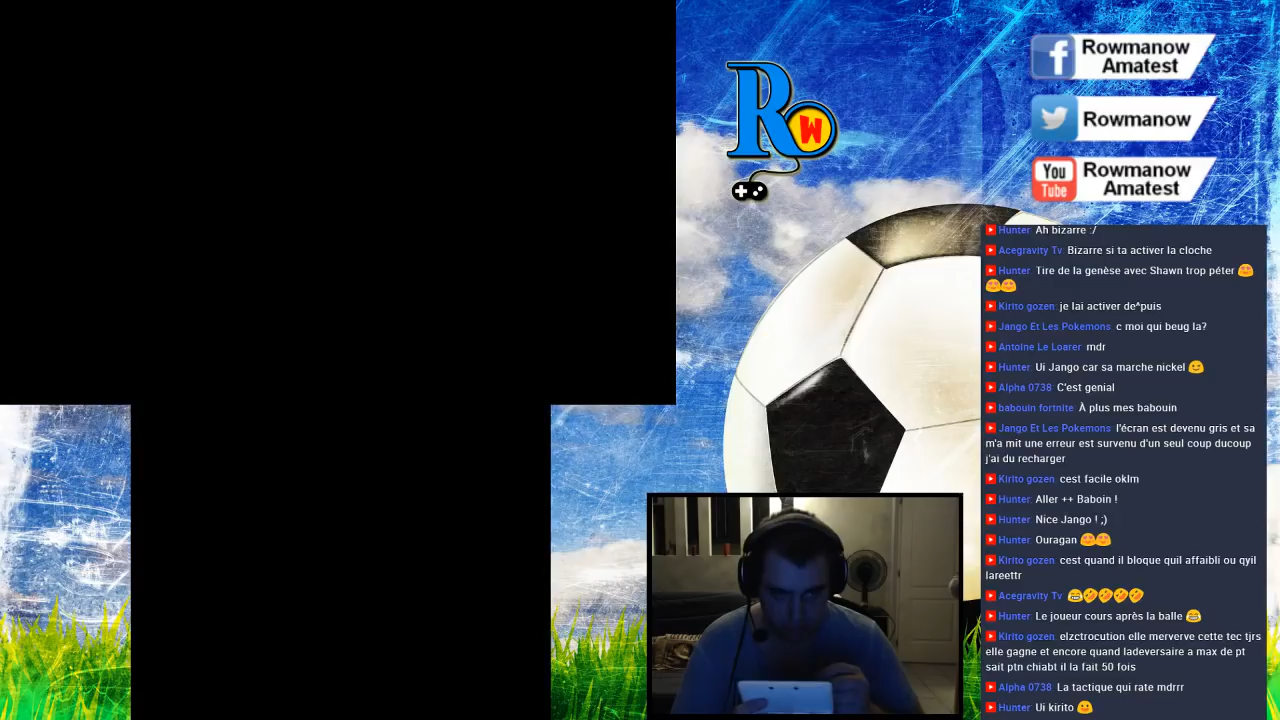 Rowmanow
Amatest
Rowmanow
You
Tube
Rowmanow
Amatest
R
W
Hunter Ah bizarre :/
Acegravity Tv Bizarre si ta activer la cloche
Hunter Tire de la genèse avec Shawn trop péter 😍
😍😍
Kirito gozen je lai activer de^puis
Jango Et Les Pokemons c moi qui beug la?
Antoine Le Loarer mdr
Hunter Ui Jango car sa marche nickel 😉
Alpha 0738 C'est genial
babouin fortnite À plus mes babouin
Jango Et Les Pokemons l'écran est devenu gris et sa
m'a mit une erreur est survenu d'un seul coup ducoup
j'ai du recharger
Kirito gozen cest facile oklm
Hunter Aller ++ Baboin !
Hunter Nice Jango ! ;)
Hunter Ouragan 😍😍
Kirito gozen cest quand il bloque quil affaibli ou qyil
lareettr
Acegravity Tv 😂🤣🤣🤣🤣
Hunter Le joueur cours après la balle 😂
Kirito gozen elzctrocution elle merverve cette tec tjrs
elle gagne et encore quand ladeversaire a max de pt
sait ptn chiabt il la fait 50 fois
Alpha 0738 La tactique qui rate mdrrr
Hunter Ui kirito 😛